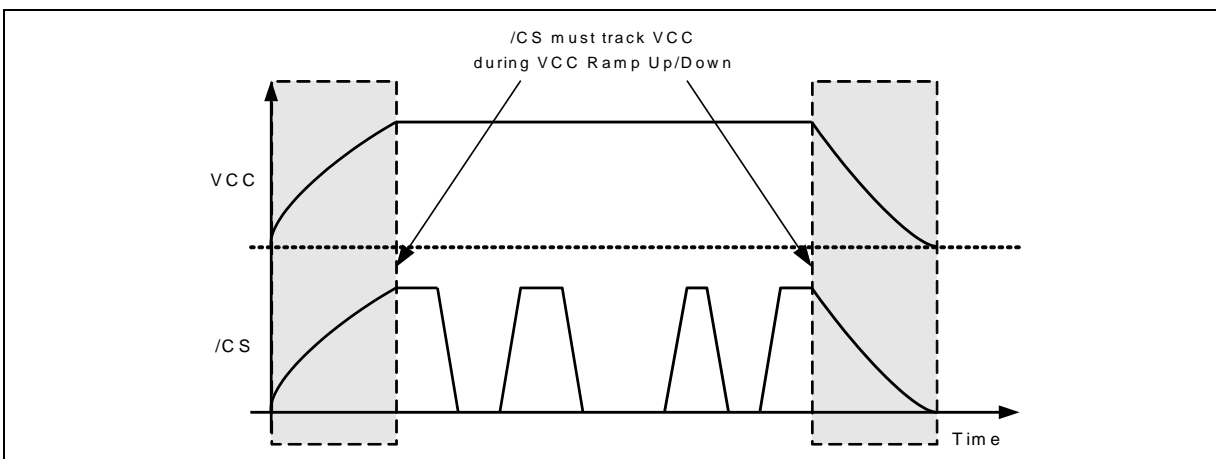 /CS must track VCC
during VCC Ramp Up/Down
VCC
/CS
Time